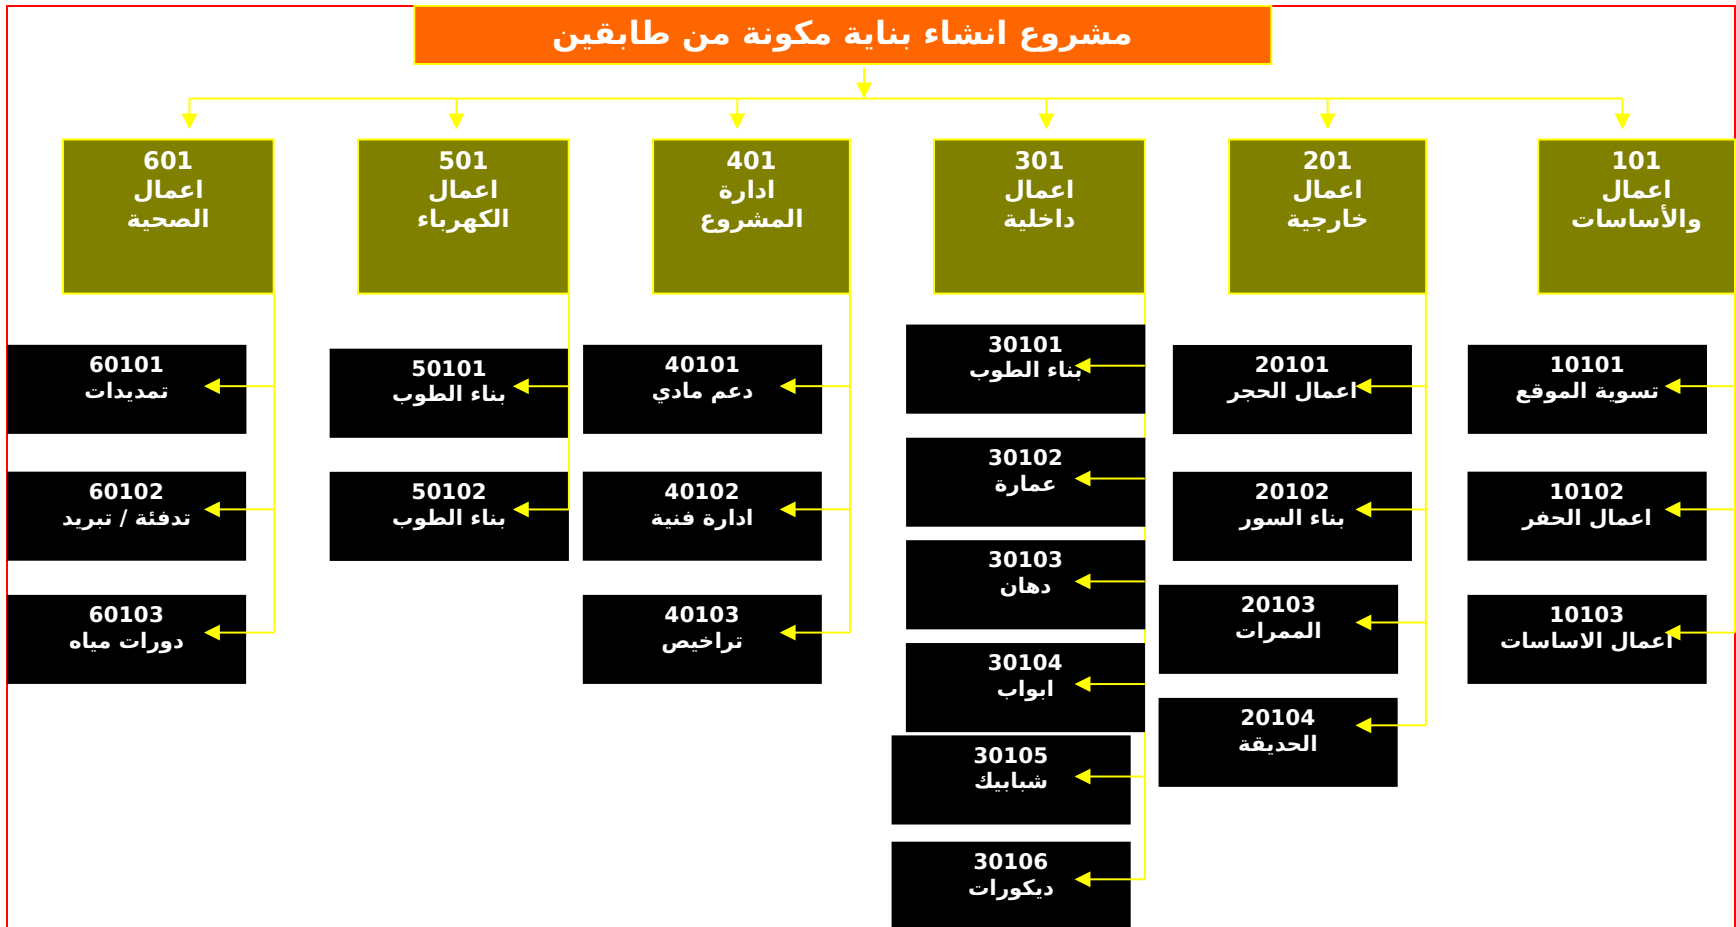 مشروع انشاء بناية مكونة من طابقين
101
اعمال
والأساسات
201
اعمال
خارجية
301
اعمال
داخلية
401
ادارة
المشروع
501
اعمال
الكهرباء
601
اعمال
الصحية
10101
تسوية الموقع
10102
اعمال الحفر
10103
اعمال الاساسات
20101
اعمال الحجر
20102
بناء السور
20103
الممرات
20104
الحديقة
30101
بناء الطوب
30102
عمارة
30103
دهان
30104
ابواب
30105
شبابيك
30106
ديكورات
40101
دعم مادي
40102
ادارة فنية
40103
تراخيص
50101
بناء الطوب
50102
بناء الطوب
60101
تمديدات
60102
تدفئة / تبريد
60103
دورات مياه